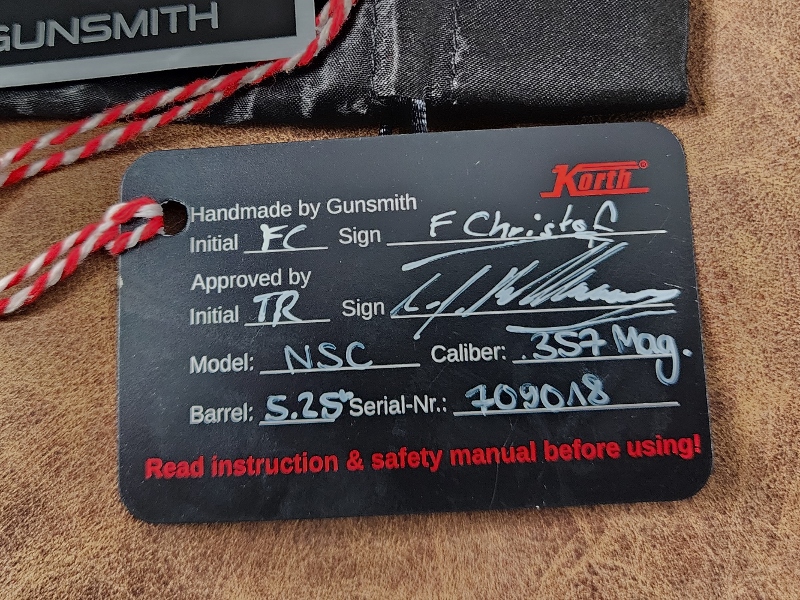 GUNSMITH
Korth®
Handmade by Gunsmith
Initial FC Sign F Christof
Approved by
Initial TR Sign
Model: NSC Caliber: .357 Mag.
Barrel: 5.25" Serial-Nr.: 709018
Read instruction & safety manual before using!